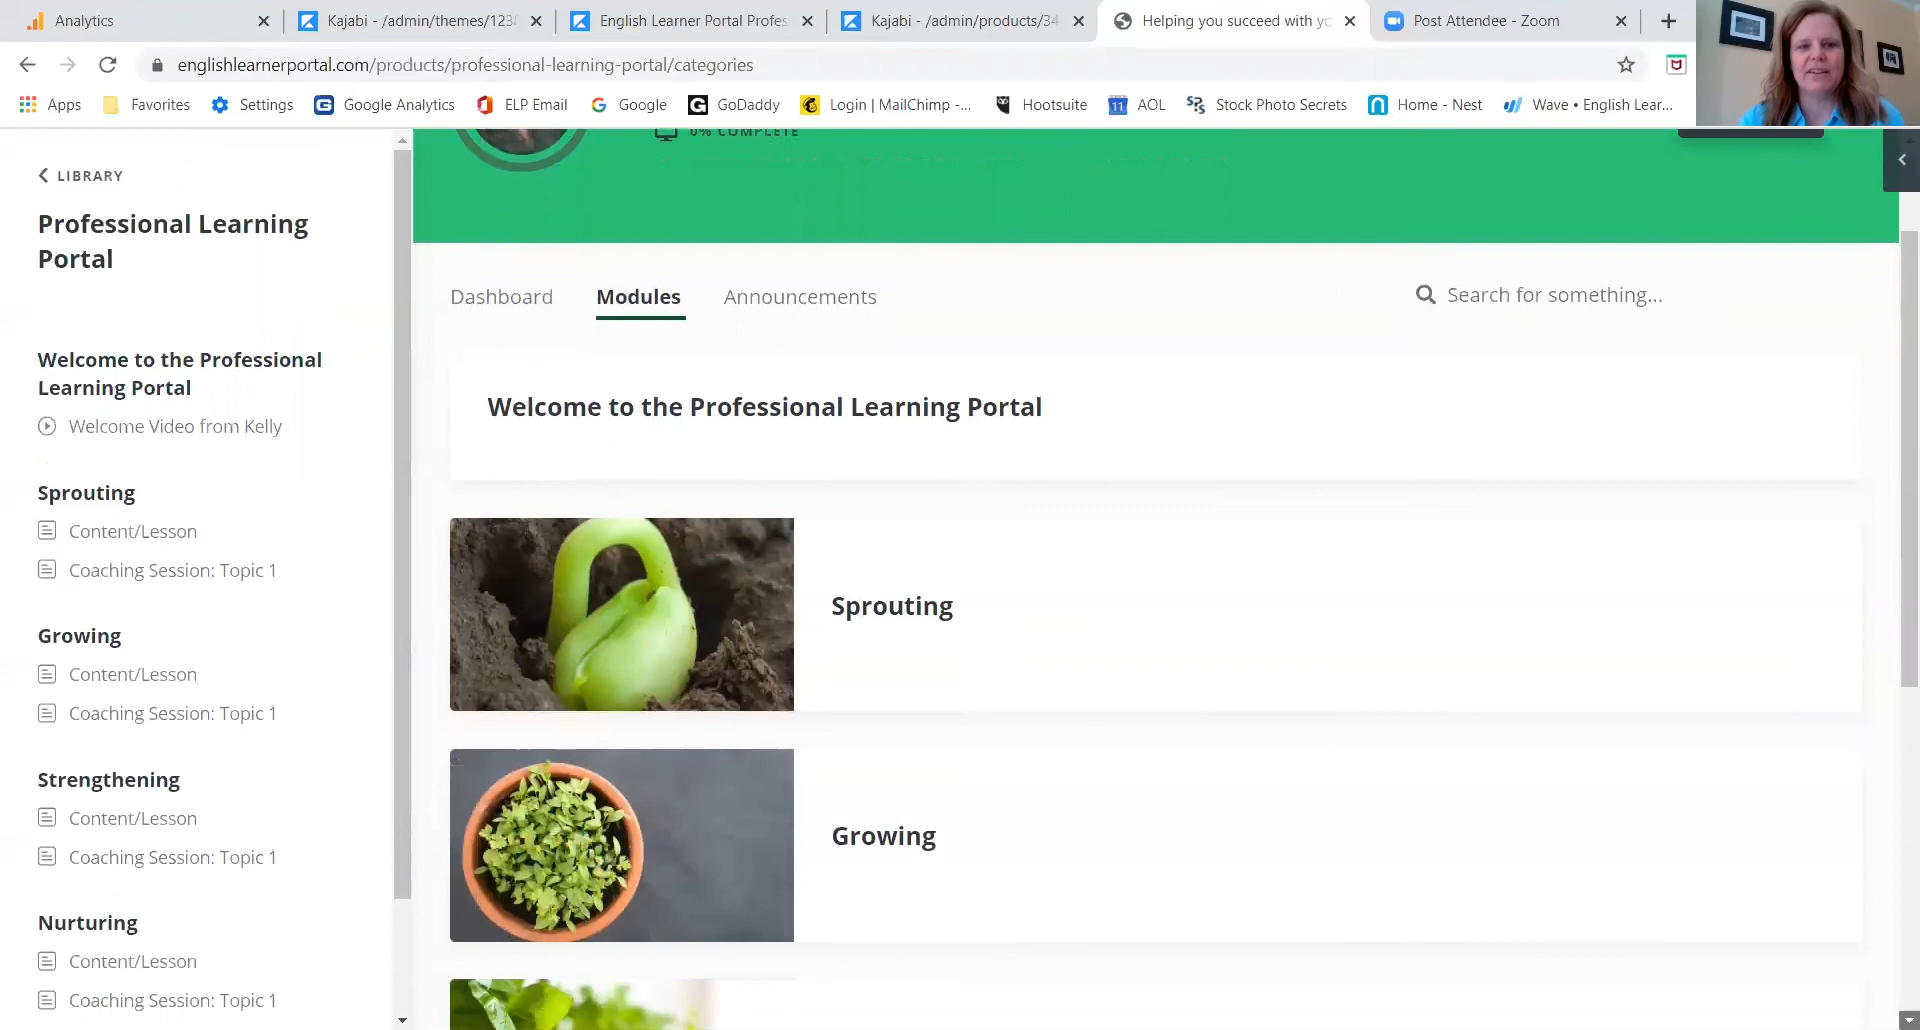 Analytics
Kajabi - /admin/themes/123
English Learner Portal Profes
Kajabi - /admin/products/34
Helping you succeed with yo
Post Attendee - Zoom
englishlearnerportal.com/products/professional-learning-portal/categories
Apps
Favorites
Settings
Google Analytics
ELP Email
Google
GoDaddy
Login | MailChimp -...
Hootsuite
11
AOL
Stock Photo Secrets
Home - Nest
Wave • English Lear...
0% COMPLETE
LIBRARY
Professional Learning
Portal
Welcome to the Professional
Learning Portal
Welcome Video from Kelly
Sprouting
Content/Lesson
Coaching Session: Topic 1
Growing
Content/Lesson
Coaching Session: Topic 1
Strengthening
Content/Lesson
Coaching Session: Topic 1
Nurturing
Content/Lesson
Coaching Session: Topic 1
Dashboard
Modules
Announcements
Search for something...
Welcome to the Professional Learning Portal
Sprouting
Growing